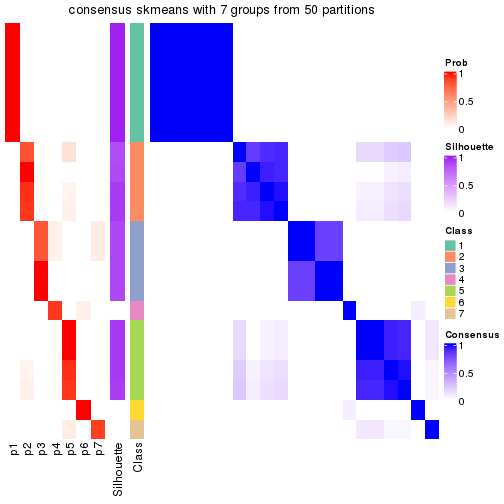 consensus skmeans with 7 groups from 50 partitions
Prob
1
0.5
0
Silhouette
1
0.5
0
Class
1
2
3
4
5
6
7
Consensus
1
0.5
0
p1
p2
p3
p4
p5
p6
p7
Silhouette
Class